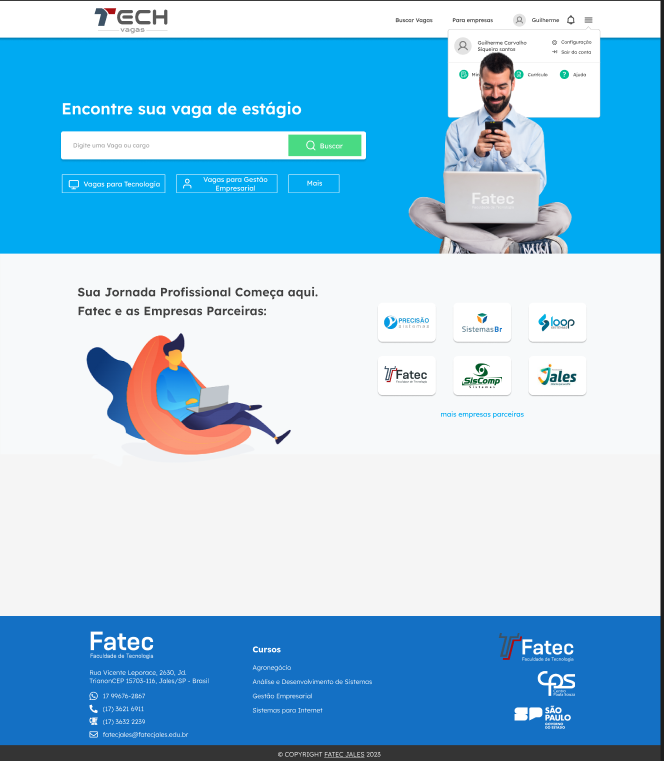 TECH
vagas
Buscar Vagas
Para empresas
Guilherme
Guilherme Carvalho
Siqueira santos
Configuração
Sair da conta
Currículo
Ajuda
Encontre sua vaga de estágio
Digite uma Vaga ou cargo
Buscar
Vagas para Tecnologia
Vagas para Gestão
Empresarial
Mais
Fatec
Sua Jornada Profissional Começa aqui.
Fatec e as Empresas Parceiras:
PRECISÃO
sistemas
SistemasBr
loop
Fatec
Faculdade de Tecnologia
SisComp
Sistemas
Jales
mais empresas parceiras
Fatec
Faculdade de Tecnologia
Rua Vicente Leporace, 2630, Jd.
TrianonCEP 15703-116, Jales/SP - Brasil
17 99676-2867
(17) 3621 6911
(17) 3632 2239
fatecjales@fatecjales.edu.br
Cursos
Agronegócio
Análise e Desenvolvimento de Sistemas
Gestão Empresarial
Sistemas para Internet
Fatec
Faculdade de Tecnologia
CPS
Centro
Paula Souza
SP
SÃO
PAULO
GOVERNO
DO ESTADO
© COPYRIGHT FATEC JALES 2023